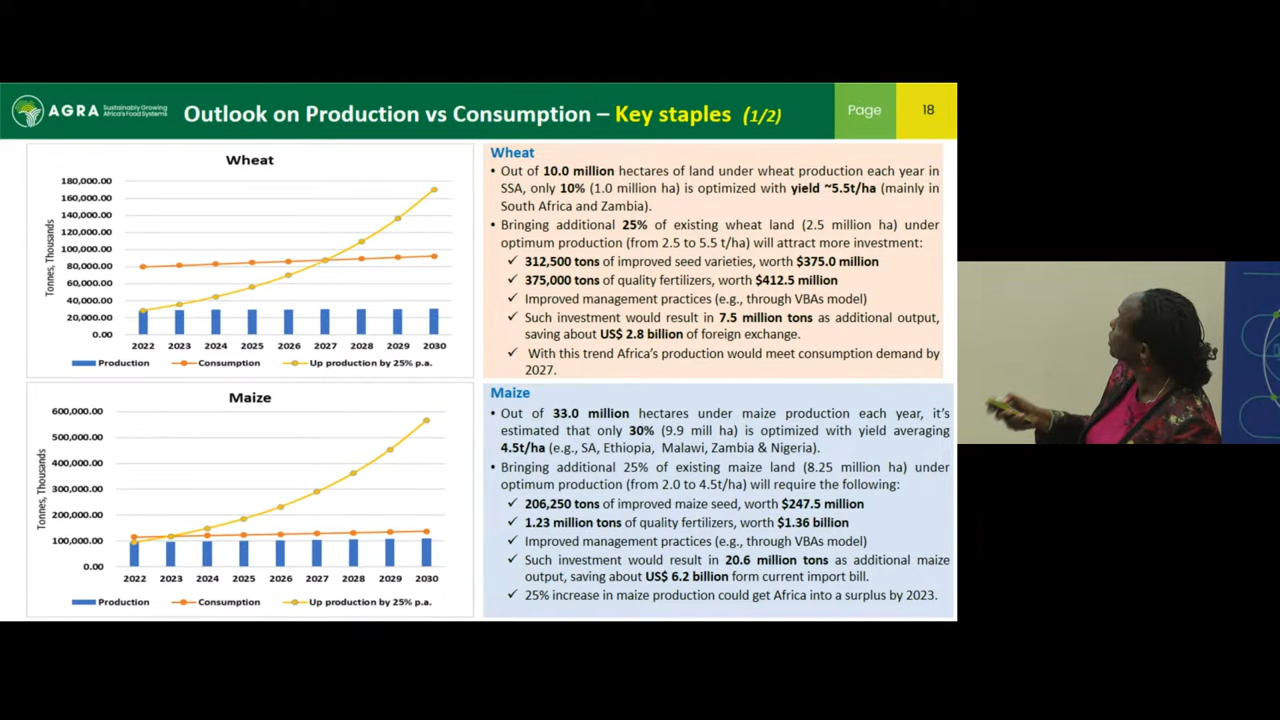 AGRA
Sustainably Growing
Africa's Food Systems
Outlook on Production vs Consumption – Key staples (1/2)
Page
18
Wheat
180,000.00
160,000.00
140,000.00
120,000.00
100,000.00
80,000.00
60,000.00
40,000.00
20,000.00
0.00
Tonnes, Thousands
2022 2023 2024 2025 2026 2027 2028 2029 2030
Production Consumption Up production by 25% p.a.
Wheat
• Out of 10.0 million hectares of land under wheat production each year in
SSA, only 10% (1.0 million ha) is optimized with yield ~5.5t/ha (mainly in
South Africa and Zambia).
• Bringing additional 25% of existing wheat land (2.5 million ha) under
optimum production (from 2.5 to 5.5 t/ha) will attract more investment:
✓ 312,500 tons of improved seed varieties, worth $375.0 million
✓ 375,000 tons of quality fertilizers, worth $412.5 million
✓ Improved management practices (e.g., through VBAs model)
✓ Such investment would result in 7.5 million tons as additional output,
saving about US$ 2.8 billion of foreign exchange.
✓ With this trend Africa's production would meet consumption demand by
2027.
Maize
600,000.00
500,000.00
400,000.00
300,000.00
200,000.00
100,000.00
0.00
Tonnes, Thousands
2022 2023 2024 2025 2026 2027 2028 2029 2030
Production Consumption Up production by 25% p.a.
Maize
• Out of 33.0 million hectares under maize production each year, it's
estimated that only 30% (9.9 mill ha) is optimized with yield averaging
4.5t/ha (e.g., SA, Ethiopia, Malawi, Zambia & Nigeria).
• Bringing additional 25% of existing maize land (8.25 million ha) under
optimum production (from 2.0 to 4.5t/ha) will require the following:
✓ 206,250 tons of improved maize seed, worth $247.5 million
✓ 1.23 million tons of quality fertilizers, worth $1.36 billion
✓ Improved management practices (e.g., through VBAs model)
✓ Such investment would result in 20.6 million tons as additional maize
output, saving about US$ 6.2 billion form current import bill.
✓ 25% increase in maize production could get Africa into a surplus by 2023.